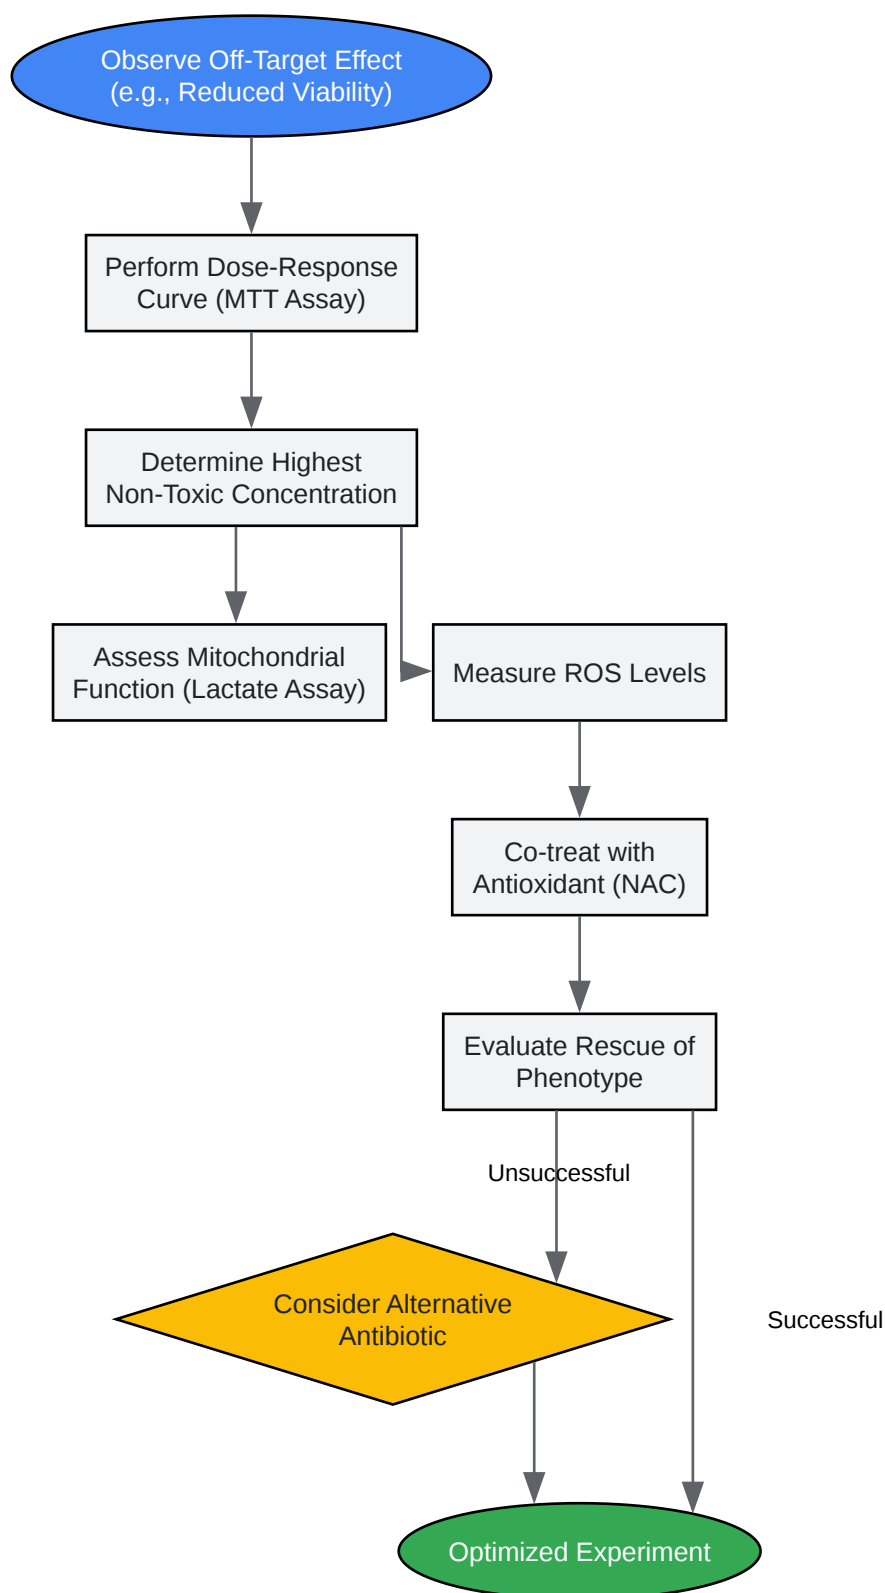 Observe Off-Target Effect
(e.g., Reduced Viability)
Perform Dose-Response
Curve (MTT Assay)
Determine Highest
Non-Toxic Concentration
Assess Mitochondrial
Function (Lactate Assay)
Measure ROS Levels
Co-treat with
Antioxidant (NAC)
Evaluate Rescue of
Phenotype
Unsuccessful
Consider Alternative
Antibiotic
Successful
Optimized Experiment